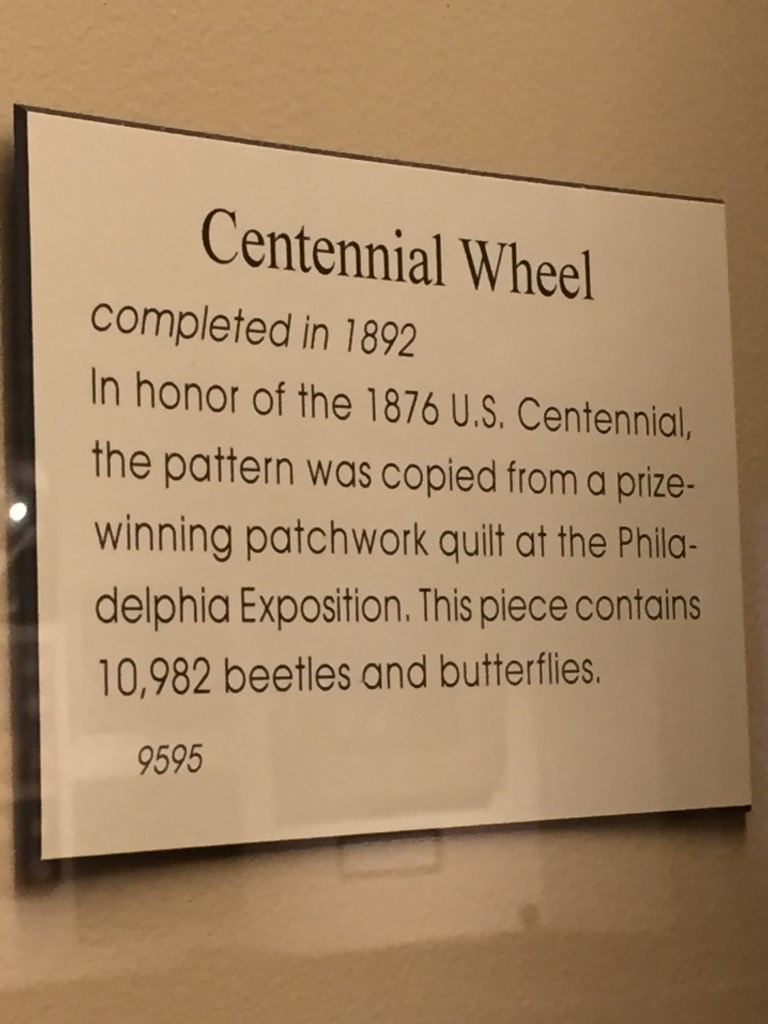 Centennial Wheel
completed in 1892
In honor of the 1876 U.S. Centennial,
the pattern was copied from a prize-
winning patchwork quilt at the Phila-
delphia Exposition. This piece contains
10,982 beetles and butterflies.
9595